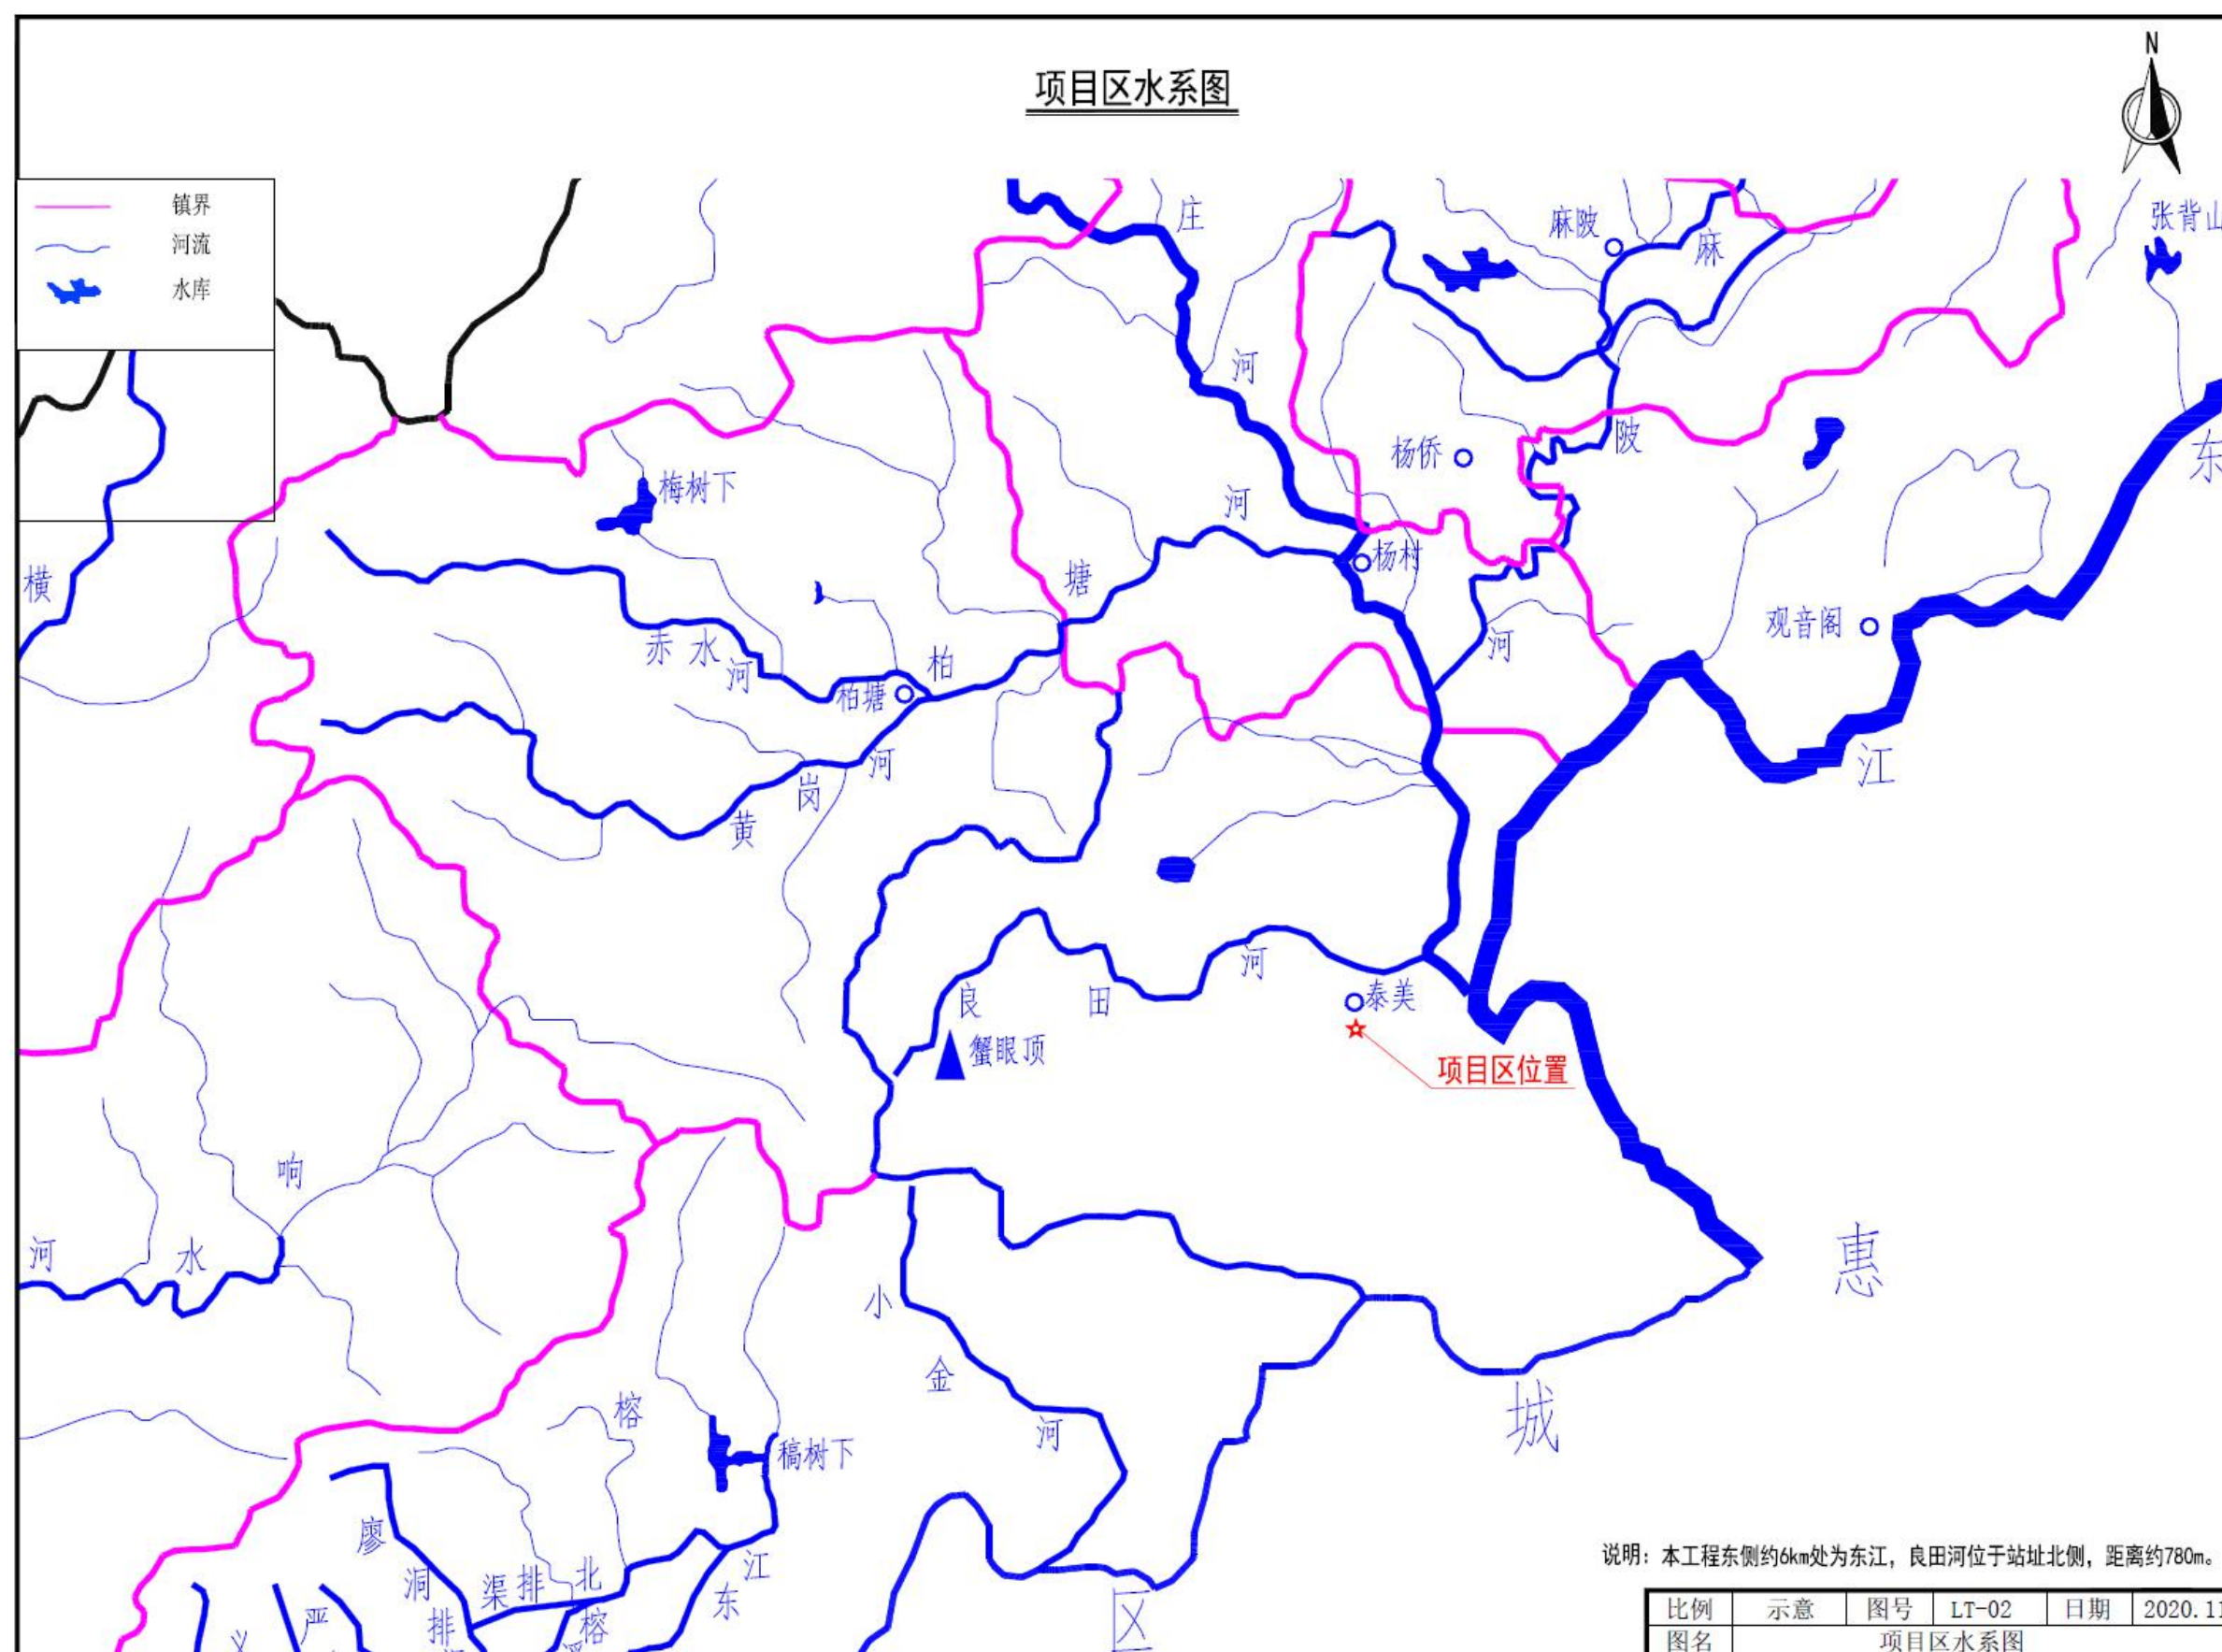 N
项目区水系图
镇界
河流
水库
庄
河
麻陂
麻
陂
河
张背山
东
江
杨侨
杨村
观音阁
梅树下
横
河
塘
柏
赤水河
柏塘
黄岗河
良田河
泰美
项目区位置
蟹眼顶
响
水
河
小金河
惠
城
区
榕
稿树下
廖
洞
排
渠排北
榕
江
东
严
义
说明：本工程东侧约6km处为东江，良田河位于站址北侧，距离约780m。
比例 示意 图号 LT-02 日期 2020.11
图名 项目区水系图